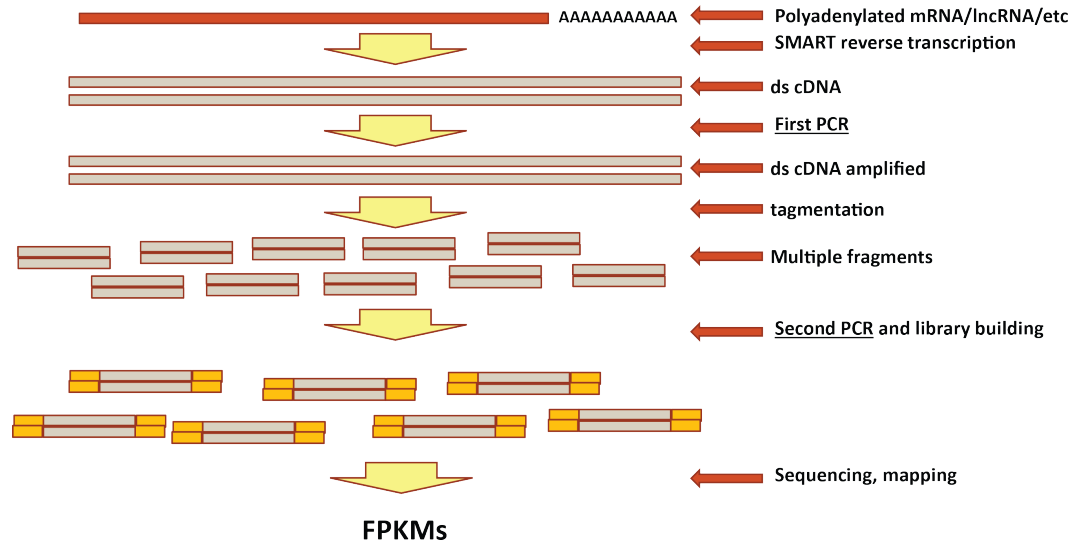 AAAAAAAAAAA
Polyadenylated mRNA/lncRNA/etc
SMART reverse transcription
ds cDNA
First PCR
ds cDNA amplified
tagmentation
Multiple fragments
Second PCR and library building
Sequencing, mapping
FPKMs